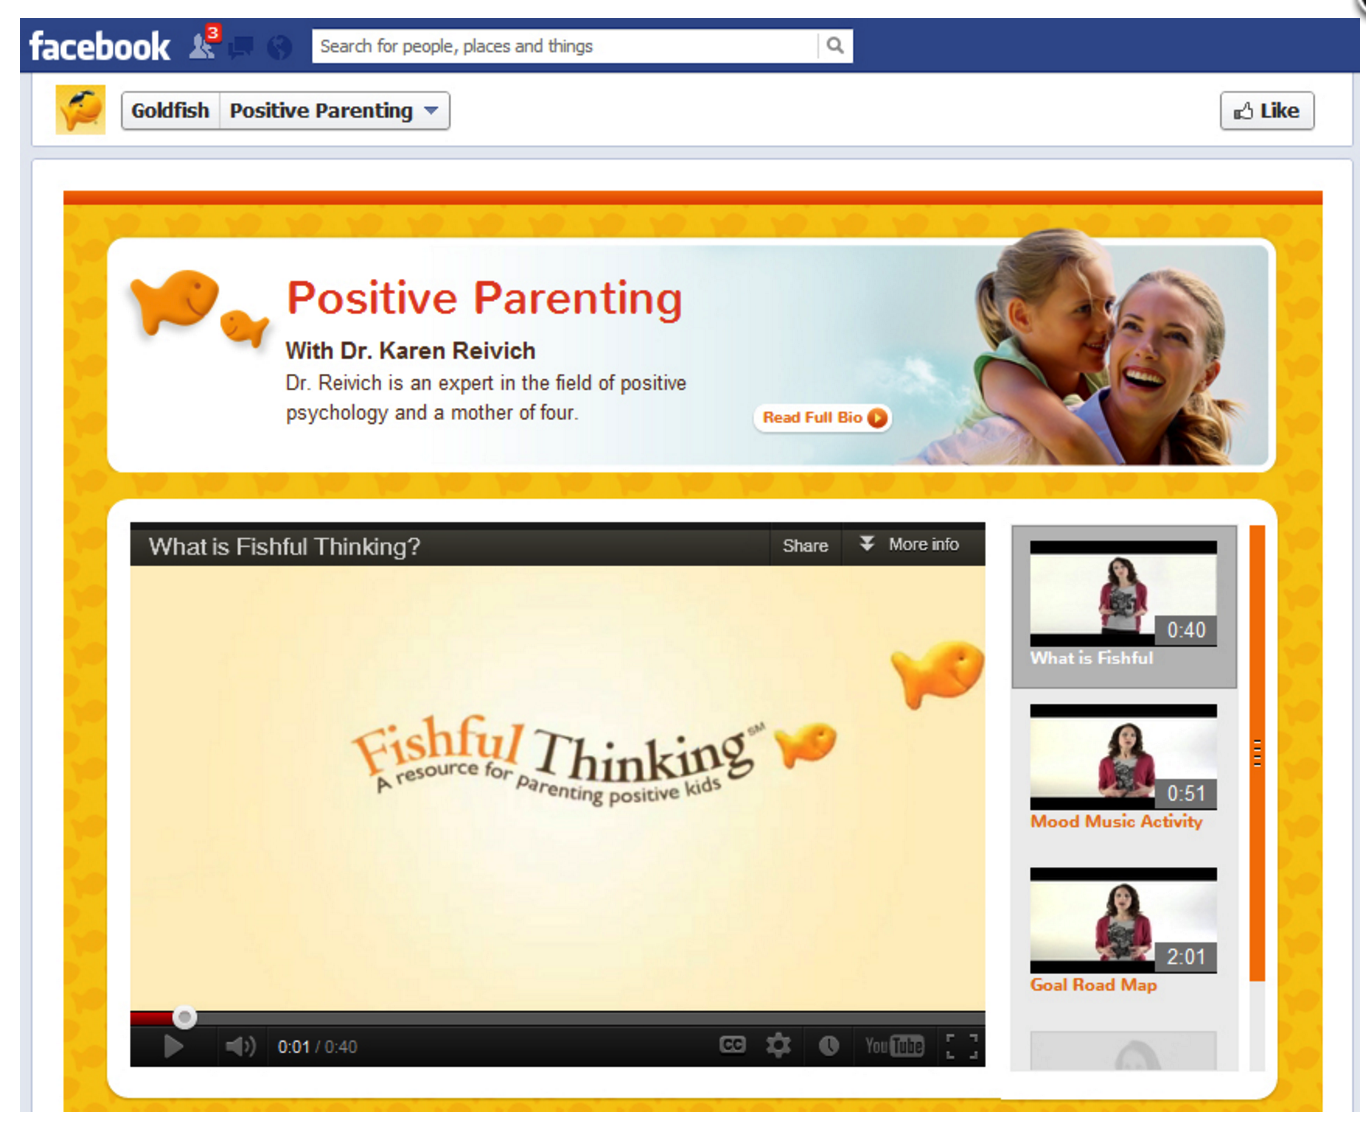 facebook
3
Search for people, places and things
Goldfish
Positive Parenting
Like
Positive Parenting
With Dr. Karen Reivich
Dr. Reivich is an expert in the field of positive
psychology and a mother of four.
Read Full Bio
What is Fishful Thinking?
Share
More info
Fishful Thinking℠
A resource for parenting positive kids
0:01 / 0:40
CC
YouTube
0:40
What is Fishful
0:51
Mood Music Activity
2:01
Goal Road Map